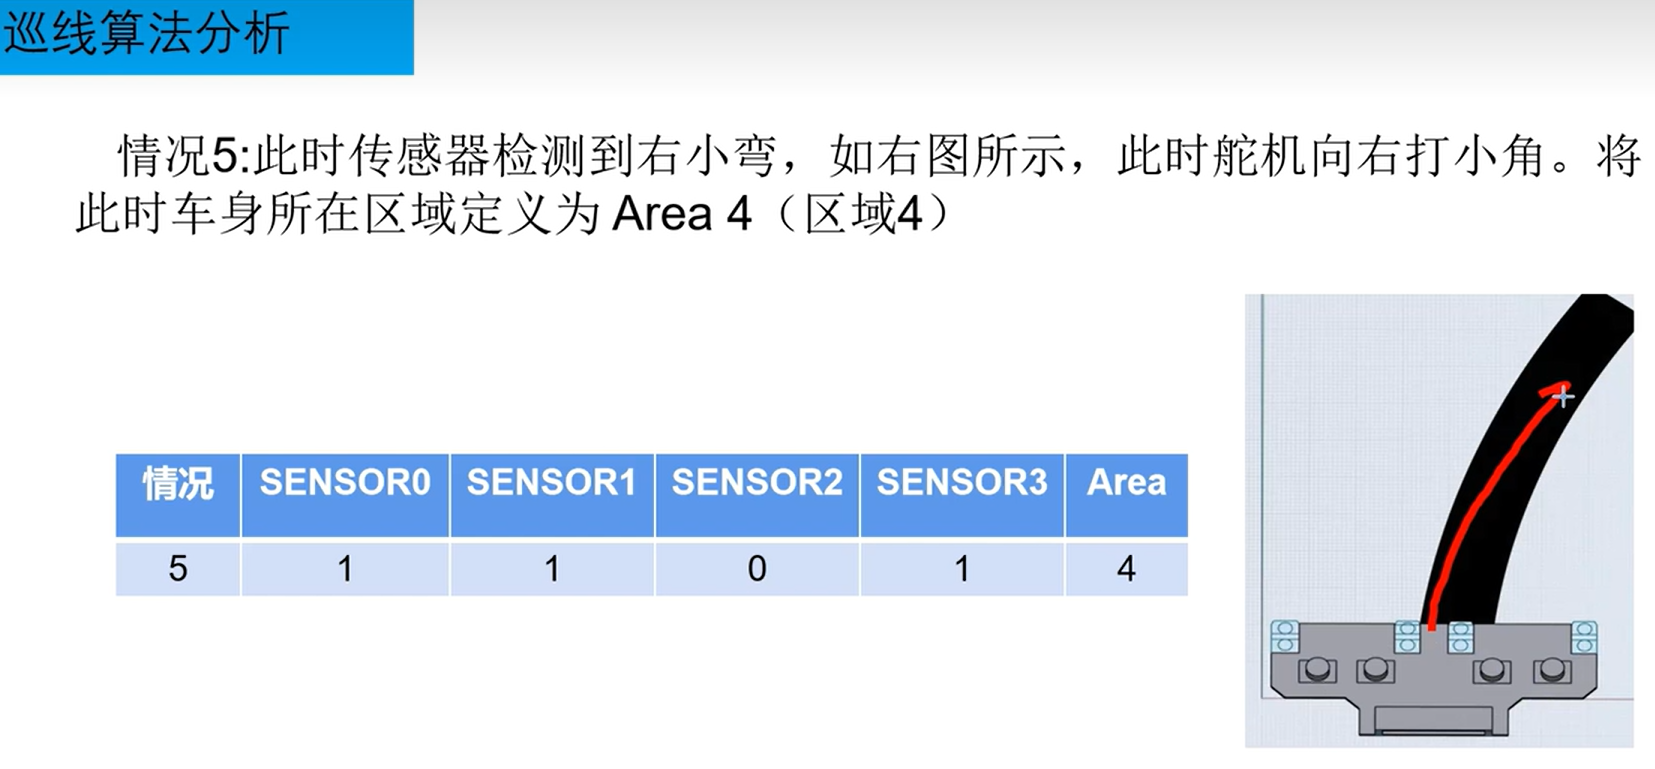 巡线算法分析
情况5:此时传感器检测到右小弯，如右图所示，此时舵机向右打小角。将
此时车身所在区域定义为 Area 4（区域4）
情况 SENSOR0 SENSOR1 SENSOR2 SENSOR3 Area
5 1 1 0 1 4